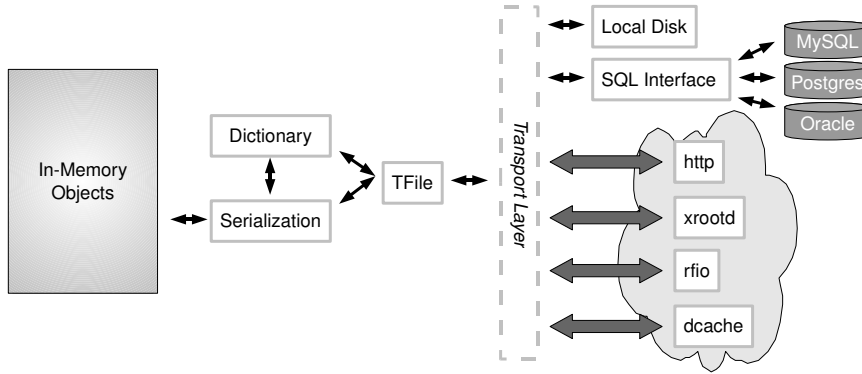 In-Memory
Objects
Dictionary
Serialization
TFile
Transport Layer
Local Disk
SQL Interface
MySQL
Postgres
Oracle
http
xrootd
rfio
dcache